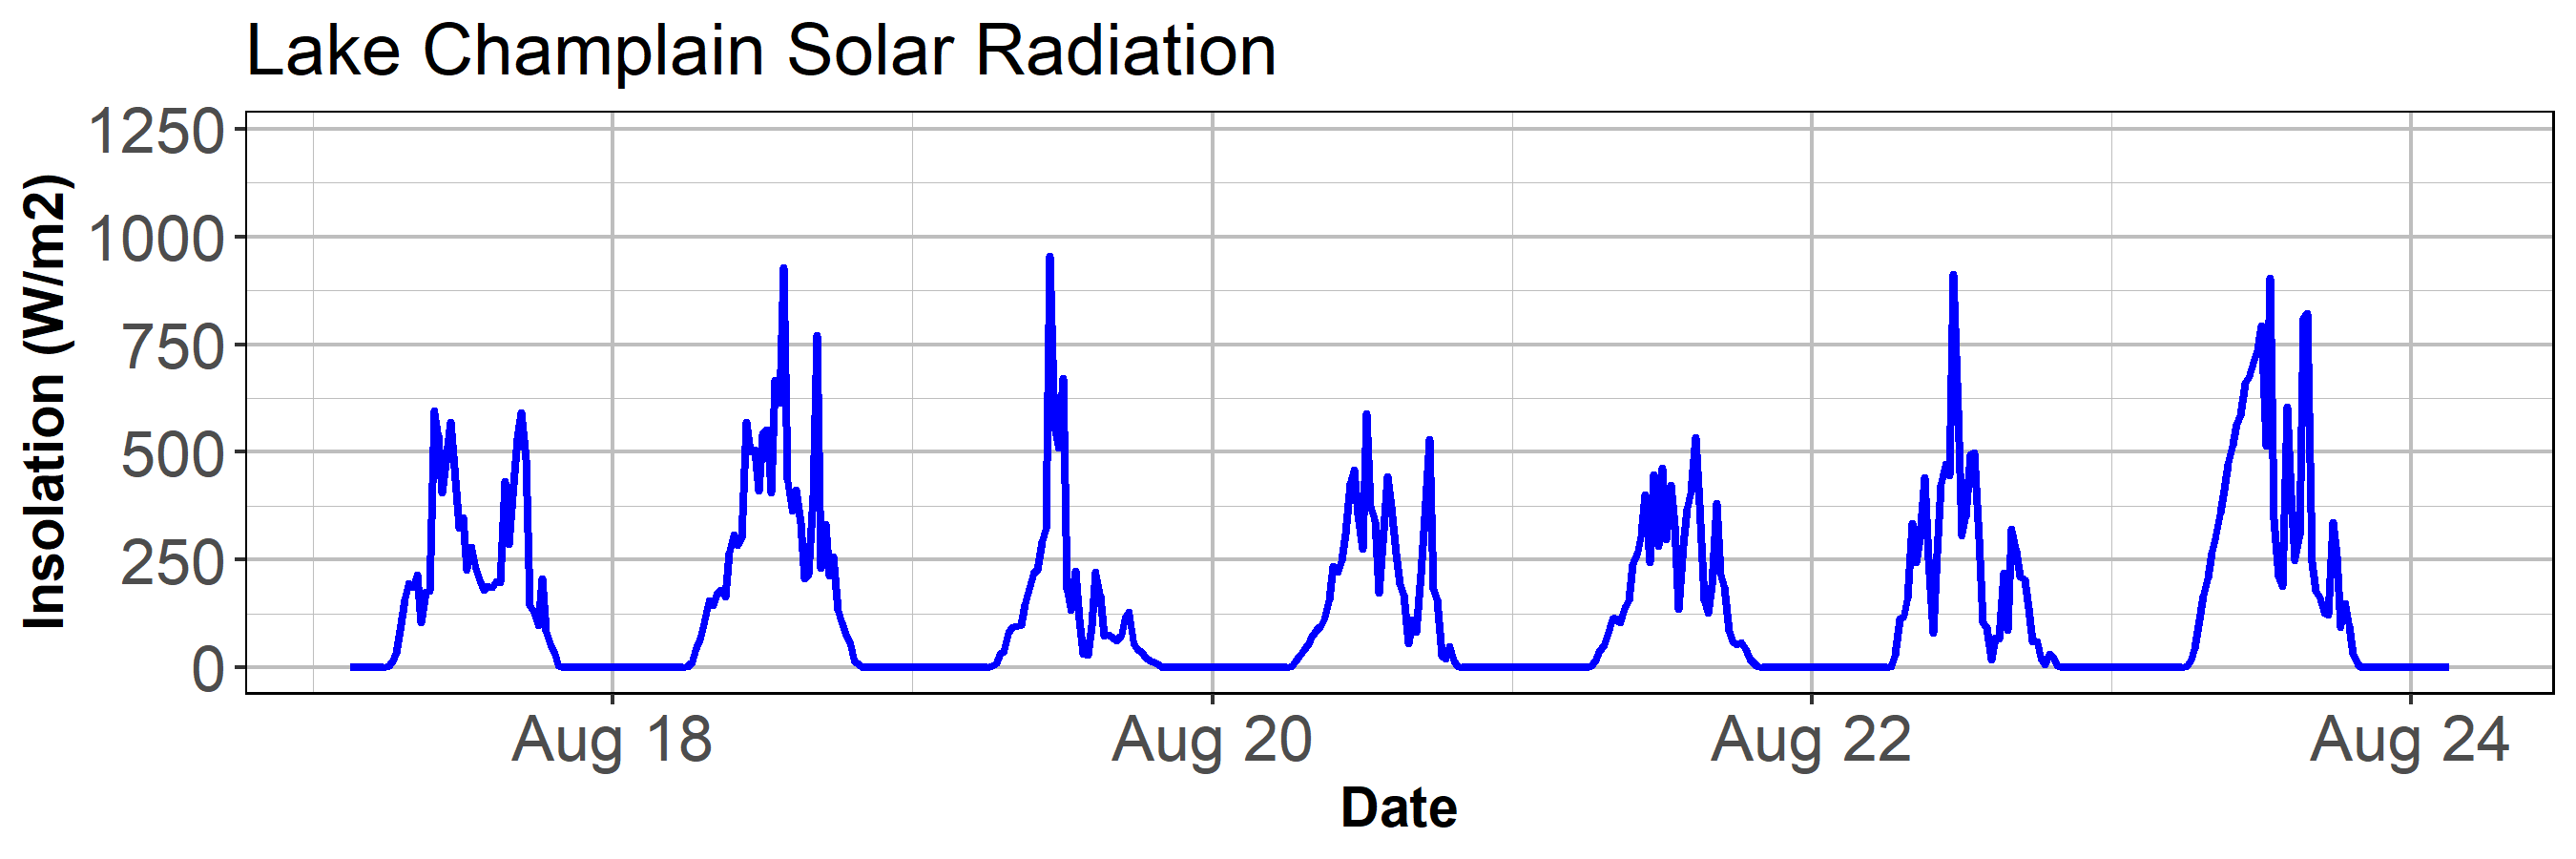 Lake Champlain Solar Radiation
Insolation (W/m2)
1250
1000
750
500
250
0
Aug 18 Aug 20 Aug 22 Aug 24
Date